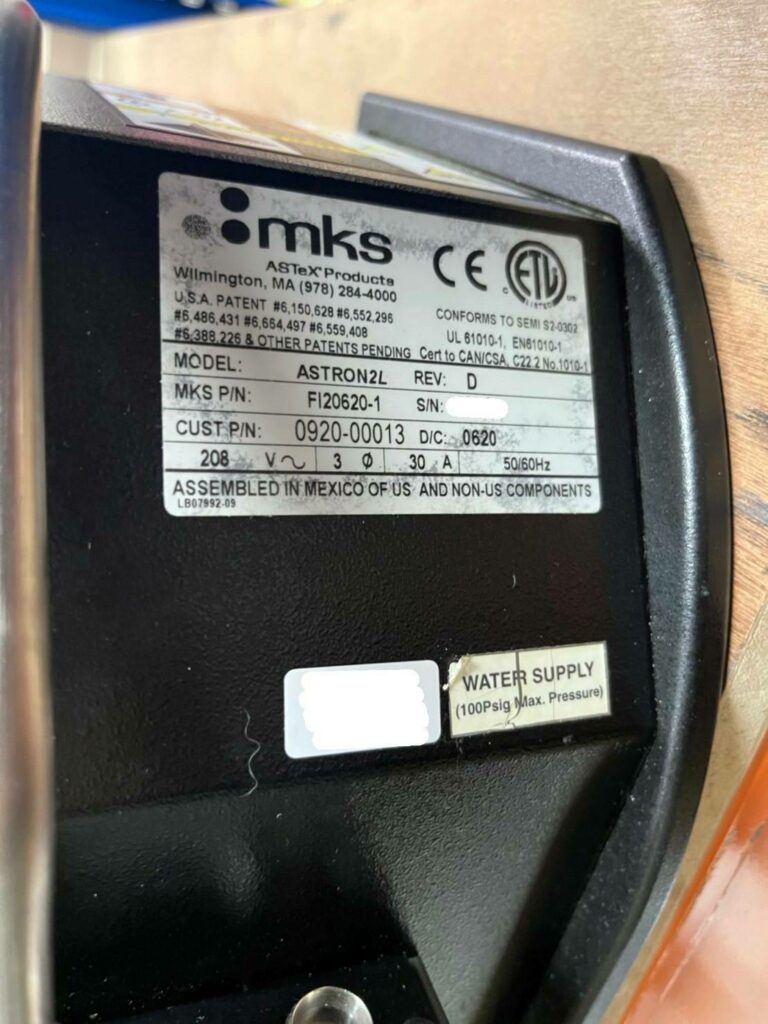 mks
ASTeX® Products
Wilmington, MA (978) 284-4000
U.S.A. PATENT #6,150,628 #6,552,296
#6,486,431 #6,664,497 #6,559,408
#6,388,226 & OTHER PATENTS PENDING
CE
ETL
C LISTED US
CONFORMS TO SEMI S2-0302
UL 61010-1, EN61010-1
Cert to CAN/CSA, C22.2 No.1010-1
MODEL: ASTRON2L REV: D
MKS P/N: FI20620-1 S/N:
CUST P/N: 0920-00013 D/C: 0620
208 V~ 3 Ø 30 A 50/60Hz
ASSEMBLED IN MEXICO OF US AND NON-US COMPONENTS
LB07992-09
WATER SUPPLY
(100Psig Max. Pressure)